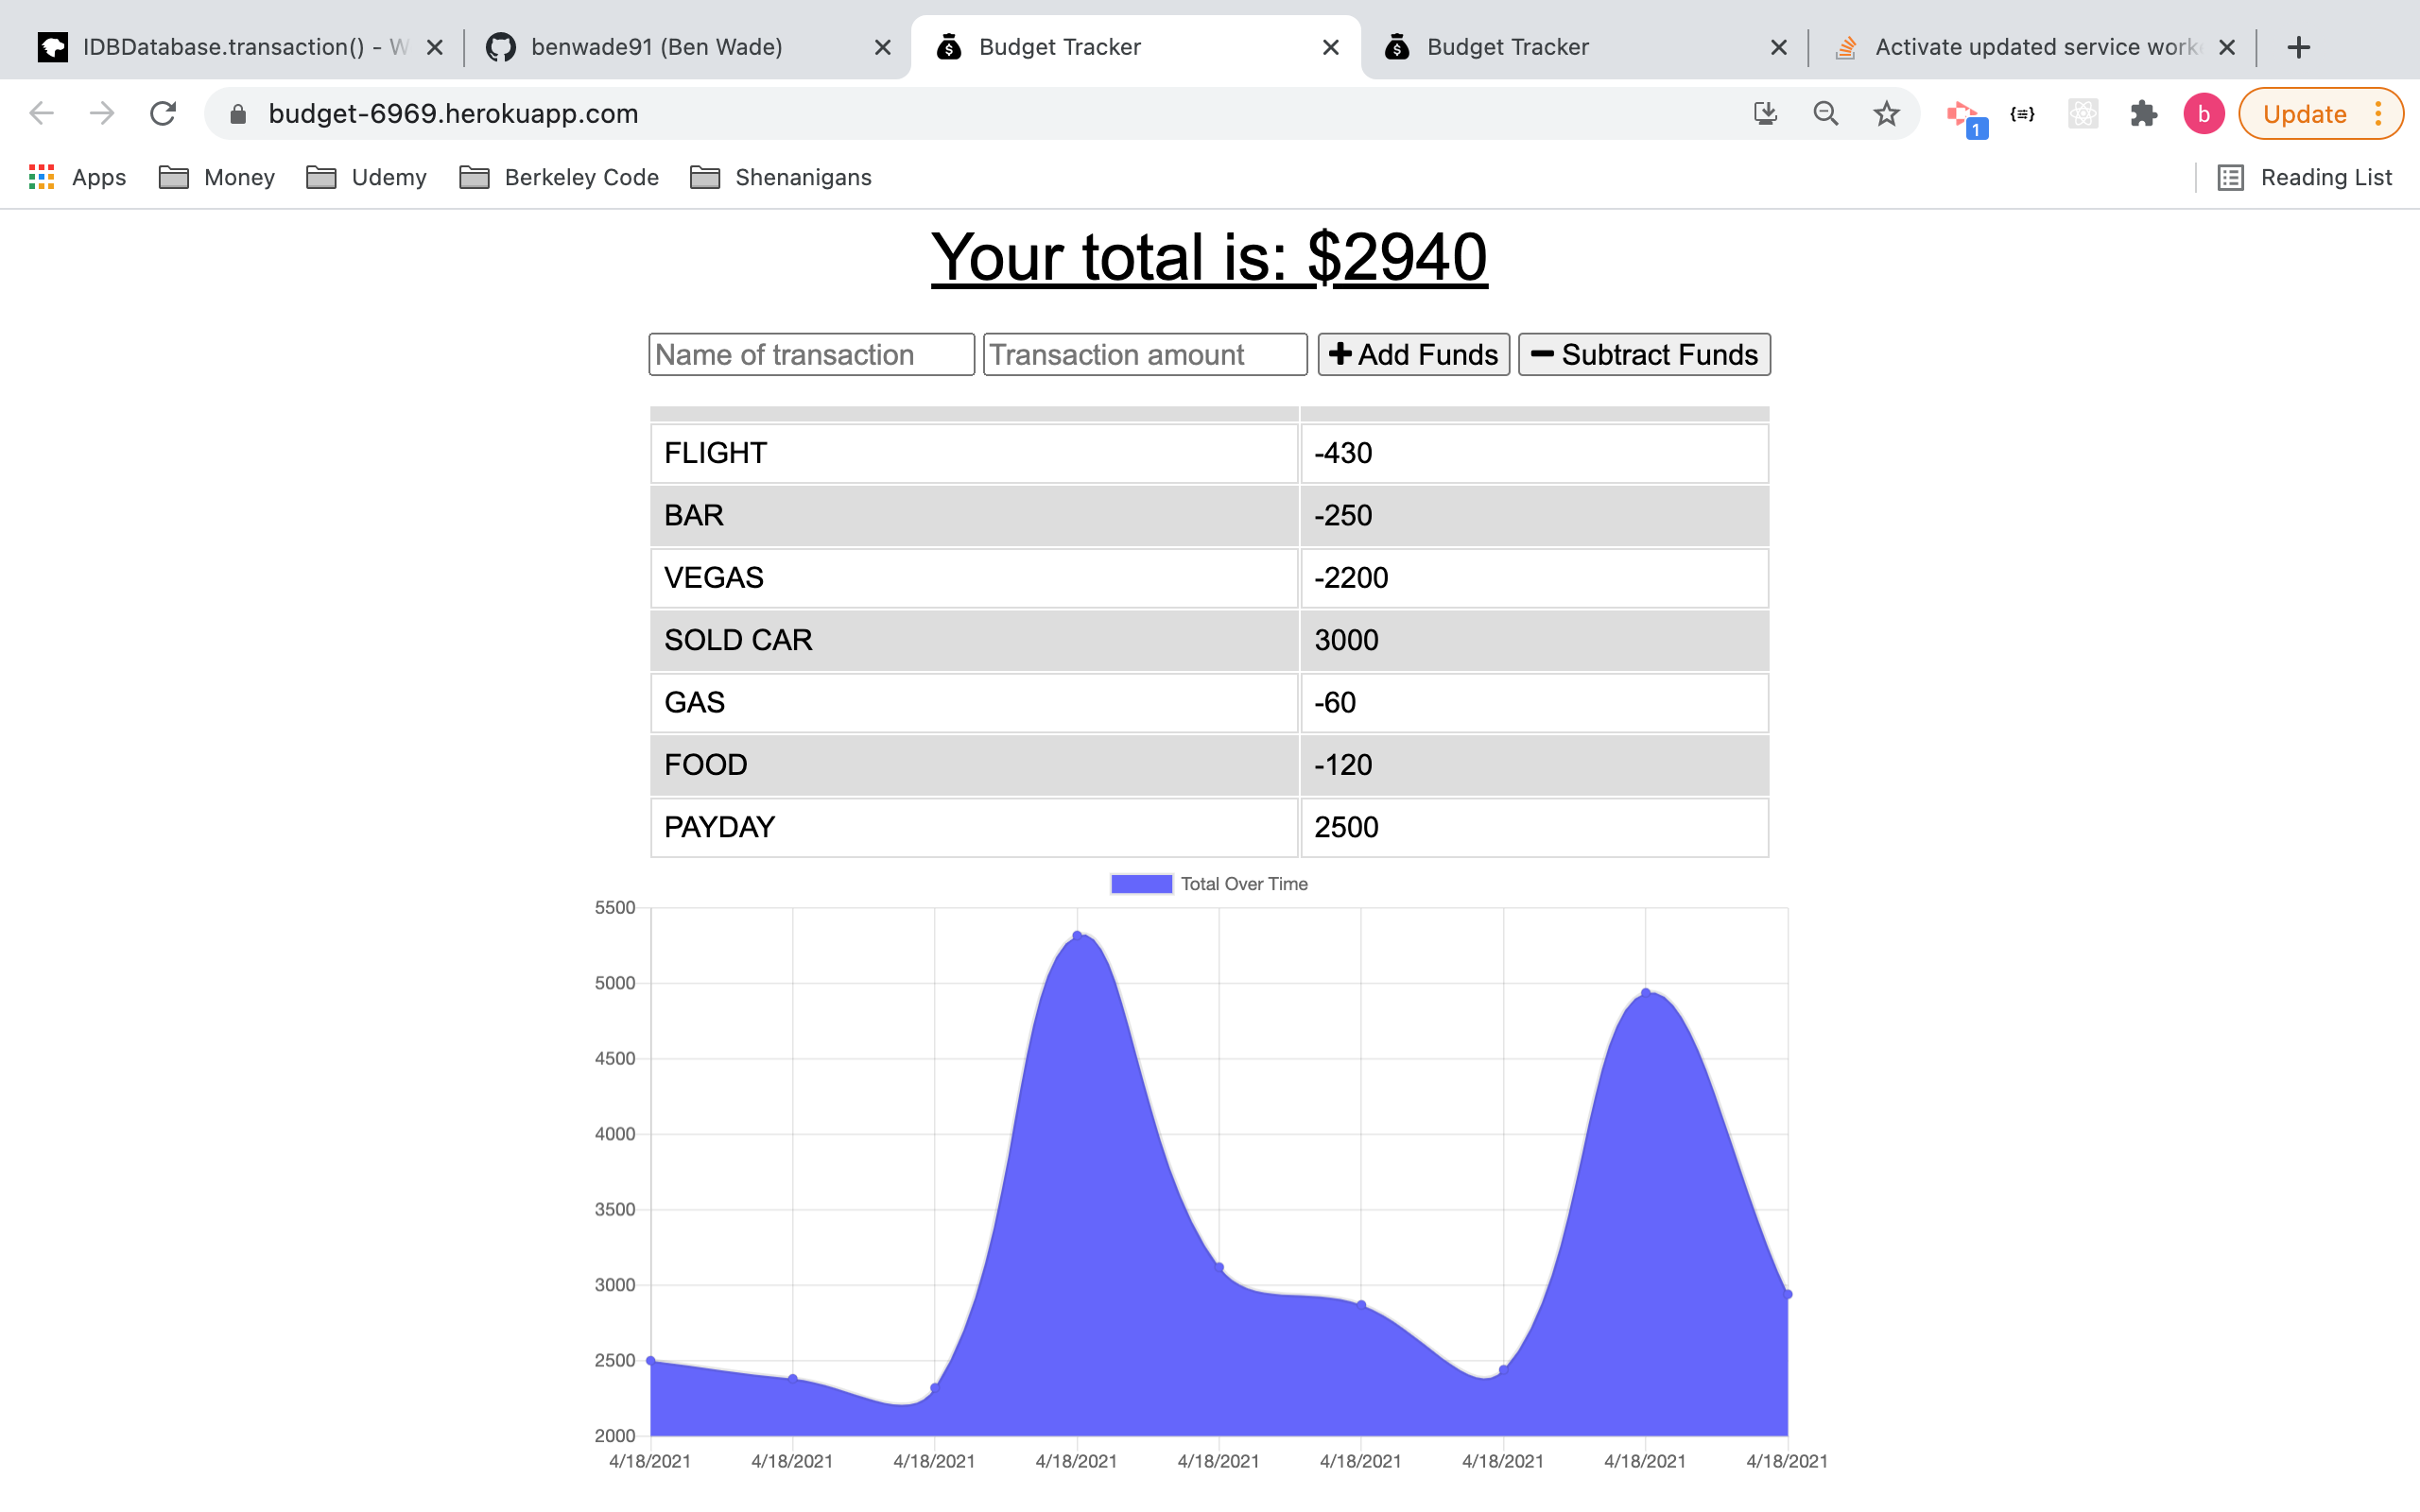 IDBDatabase.transaction() - W
benwade91 (Ben Wade)
Budget Tracker
Budget Tracker
Activate updated service work
budget-6969.herokuapp.com
1
b
Update
Apps
Money
Udemy
Berkeley Code
Shenanigans
Reading List
Your total is: $2940
Name of transaction
Transaction amount
Add Funds
Subtract Funds
FLIGHT -430
BAR -250
VEGAS -2200
SOLD CAR 3000
GAS -60
FOOD -120
PAYDAY 2500
Total Over Time
5500
5000
4500
4000
3500
3000
2500
2000
4/18/2021 4/18/2021 4/18/2021 4/18/2021 4/18/2021 4/18/2021 4/18/2021 4/18/2021 4/18/2021